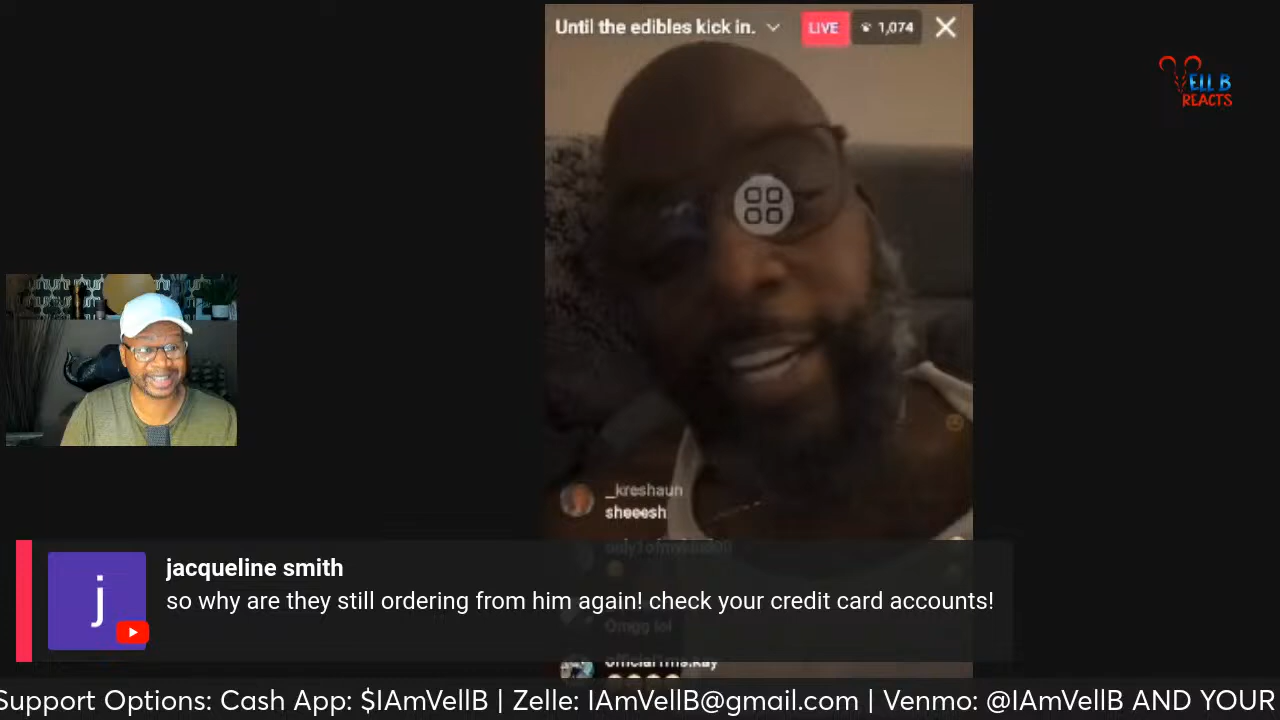 Until the edibles kick in.
LIVE
1,074
VELL B
REACTS
_kreshaun
sheeesh
Omgg lol
jacqueline smith
so why are they still ordering from him again! check your credit card accounts!
official1ms.kay
Support Options: Cash App: $IAmVellB | Zelle: IAmVellB@gmail.com | Venmo: @IAmVellB AND YOUR